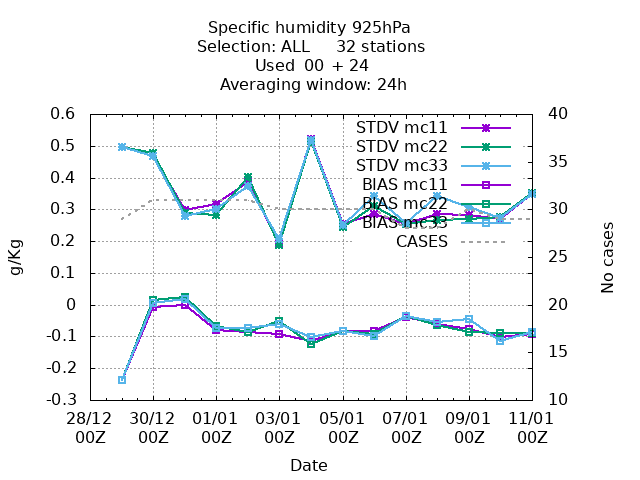 Specific humidity 925hPa
Selection: ALL 32 stations
Used 00 + 24
Averaging window: 24h
STDV mc11
STDV mc22
STDV mc33
BIAS mc11
BIAS mc22
BIAS mc33
CASES
0.6
0.5
0.4
0.3
0.2
0.1
0
-0.1
-0.2
-0.3
g/Kg
40
35
30
25
20
15
10
No cases
28/12 30/12 01/01 03/01 05/01 07/01 09/01 11/01
00Z 00Z 00Z 00Z 00Z 00Z 00Z 00Z
Date